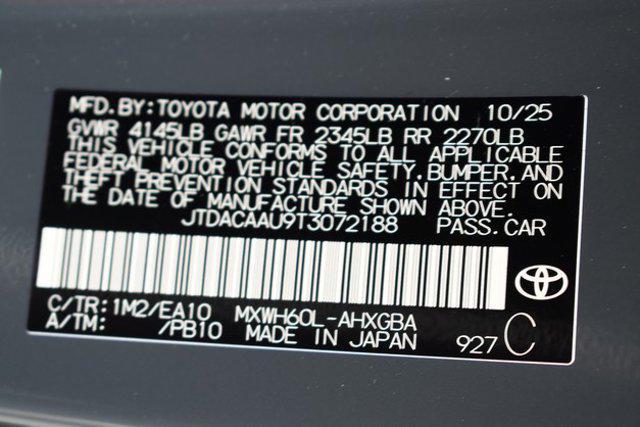 MFD.BY:TOYOTA MOTOR CORPORATION 10/25
GVWR 4145LB GAWR FR 2345LB RR 2270LB
THIS VEHICLE CONFORMS TO ALL APPLICABLE
FEDERAL MOTOR VEHICLE SAFETY.BUMPER.AND
THEFT PREVENTION STANDARDS IN EFFECT ON
THE DATE OF MANUFACTURE SHOWN ABOVE.
JTDACAAU9T3072188 PASS.CAR
C/TR:1M2/EA10 MXWH60L-AHXGBA
A/TM: /PB10 MADE IN JAPAN 927 C